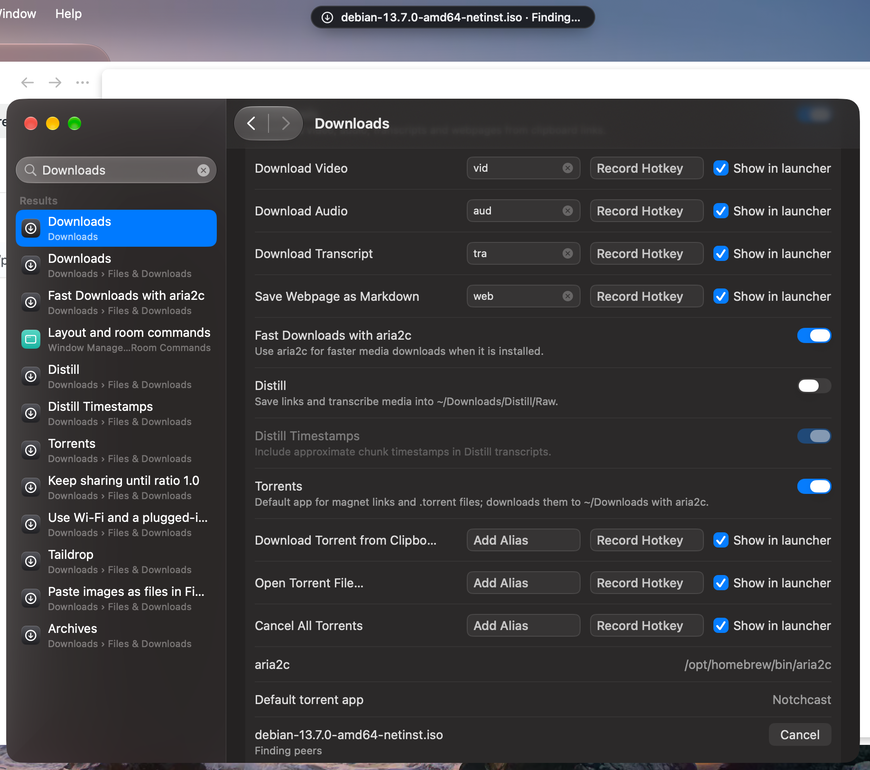 indow Help
debian-13.7.0-amd64-netinst.iso · Finding...
Downloads
Downloads
Results
Downloads
Downloads
Downloads
Downloads › Files & Downloads
Fast Downloads with aria2c
Downloads › Files & Downloads
Layout and room commands
Window Manage...Room Commands
Distill
Downloads › Files & Downloads
Distill Timestamps
Downloads › Files & Downloads
Torrents
Downloads › Files & Downloads
Keep sharing until ratio 1.0
Downloads › Files & Downloads
Use Wi-Fi and a plugged-i...
Downloads › Files & Downloads
Taildrop
Downloads › Files & Downloads
Paste images as files in Fi...
Downloads › Files & Downloads
Archives
Downloads › Files & Downloads
Download Video vid Record Hotkey Show in launcher
Download Audio aud Record Hotkey Show in launcher
Download Transcript tra Record Hotkey Show in launcher
Save Webpage as Markdown web Record Hotkey Show in launcher
Fast Downloads with aria2c
Use aria2c for faster media downloads when it is installed.
Distill
Save links and transcribe media into ~/Downloads/Distill/Raw.
Distill Timestamps
Include approximate chunk timestamps in Distill transcripts.
Torrents
Default app for magnet links and .torrent files; downloads them to ~/Downloads with aria2c.
Download Torrent from Clipbo... Add Alias Record Hotkey Show in launcher
Open Torrent File... Add Alias Record Hotkey Show in launcher
Cancel All Torrents Add Alias Record Hotkey Show in launcher
aria2c /opt/homebrew/bin/aria2c
Default torrent app Notchcast
debian-13.7.0-amd64-netinst.iso Cancel
Finding peers